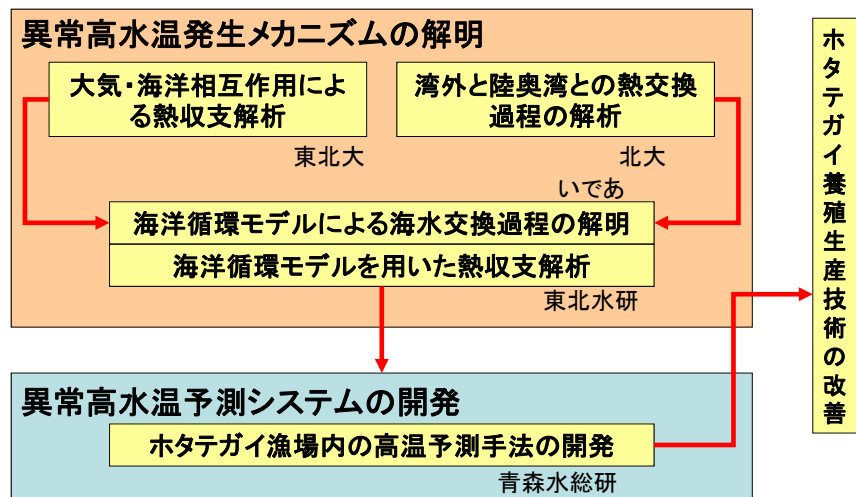 異常高水温発生メカニズムの解明
大気・海洋相互作用によ
る熱収支解析
東北大
湾外と陸奥湾との熱交換
過程の解析
北大
いであ
海洋循環モデルによる海水交換過程の解明
海洋循環モデルを用いた熱収支解析
東北水研
異常高水温予測システムの開発
ホタテガイ漁場内の高温予測手法の開発
青森水総研
ホタテガイ養殖生産技術の改善